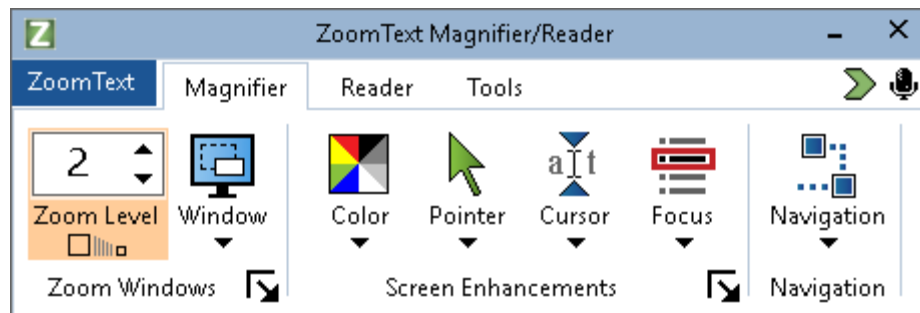 Z ZoomText Magnifier/Reader
ZoomText Magnifier Reader Tools
2
Zoom Level Window Color Pointer a t Cursor Focus Navigation
Zoom Windows Screen Enhancements Navigation